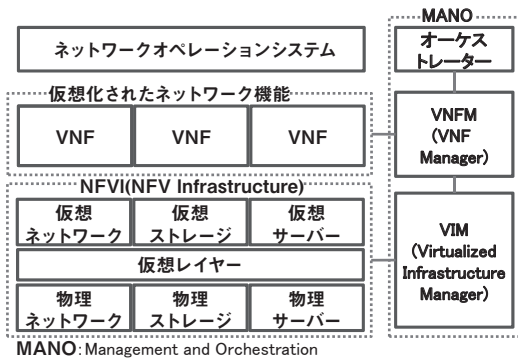 MANO
ネットワークオペレーションシステム
オーケス
トレーター
仮想化されたネットワーク機能
VNF
VNF
VNF
VNFM
(VNF
Manager)
NFVI(NFV Infrastructure)
仮想
ネットワーク
仮想
ストレージ
仮想
サーバー
仮想レイヤー
物理
ネットワーク
物理
ストレージ
物理
サーバー
VIM
(Virtualized
Infrastructure
Manager)
MANO:Management and Orchestration